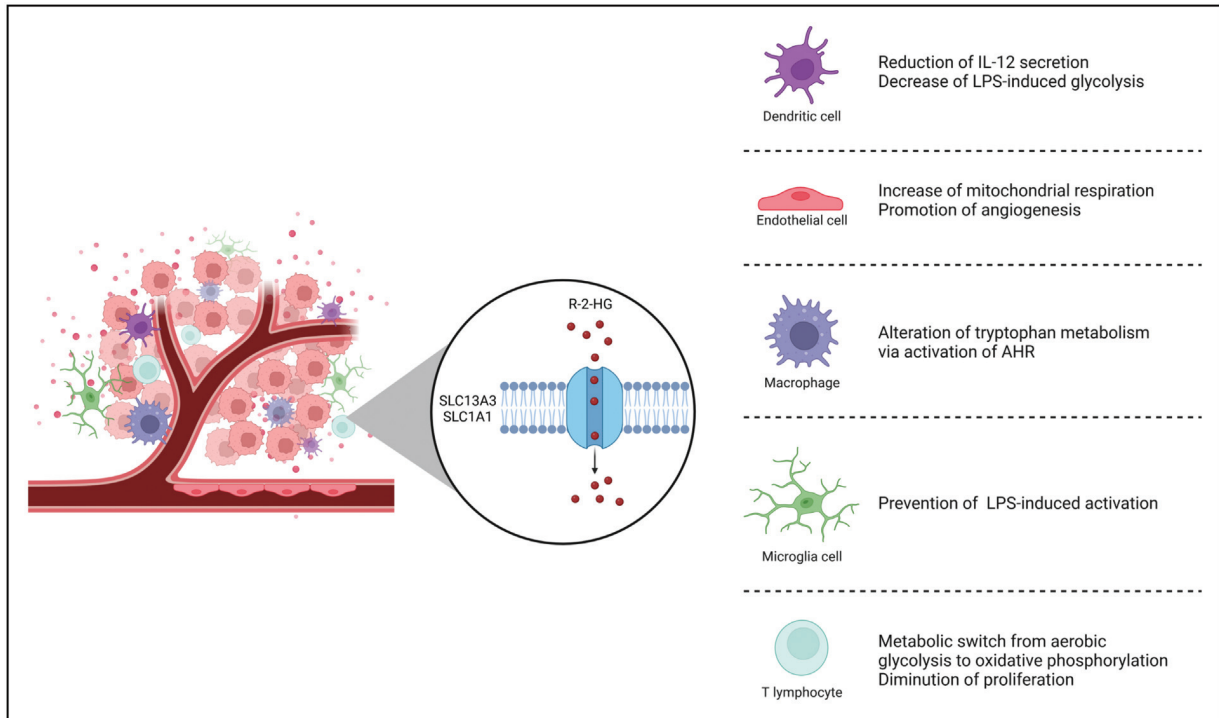 R-2-HG
SLC13A3
SLC1A1
Dendritic cell
Reduction of IL-12 secretion
Decrease of LPS-induced glycolysis
Endothelial cell
Increase of mitochondrial respiration
Promotion of angiogenesis
Macrophage
Alteration of tryptophan metabolism
via activation of AHR
Microglia cell
Prevention of LPS-induced activation
T lymphocyte
Metabolic switch from aerobic
glycolysis to oxidative phosphorylation
Diminution of proliferation